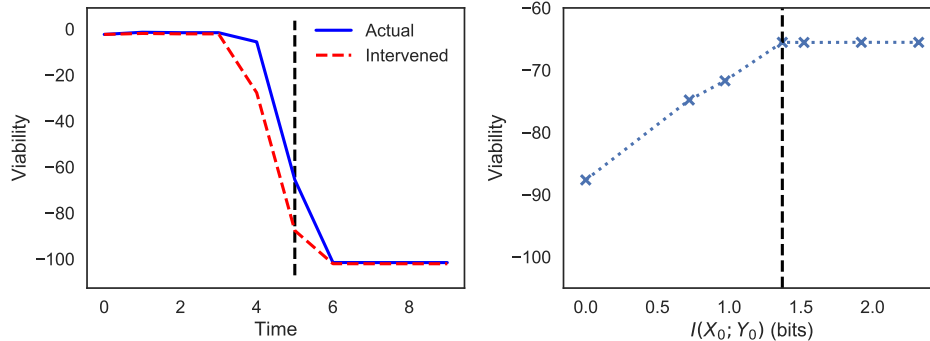 0
−20
−40
−60
−80
−100
Viability
Actual
Intervened
0 2 4 6 8
Time
−60
−70
−80
−90
−100
Viability
0.0 0.5 1.0 1.5 2.0
I(X₀; Y₀) (bits)